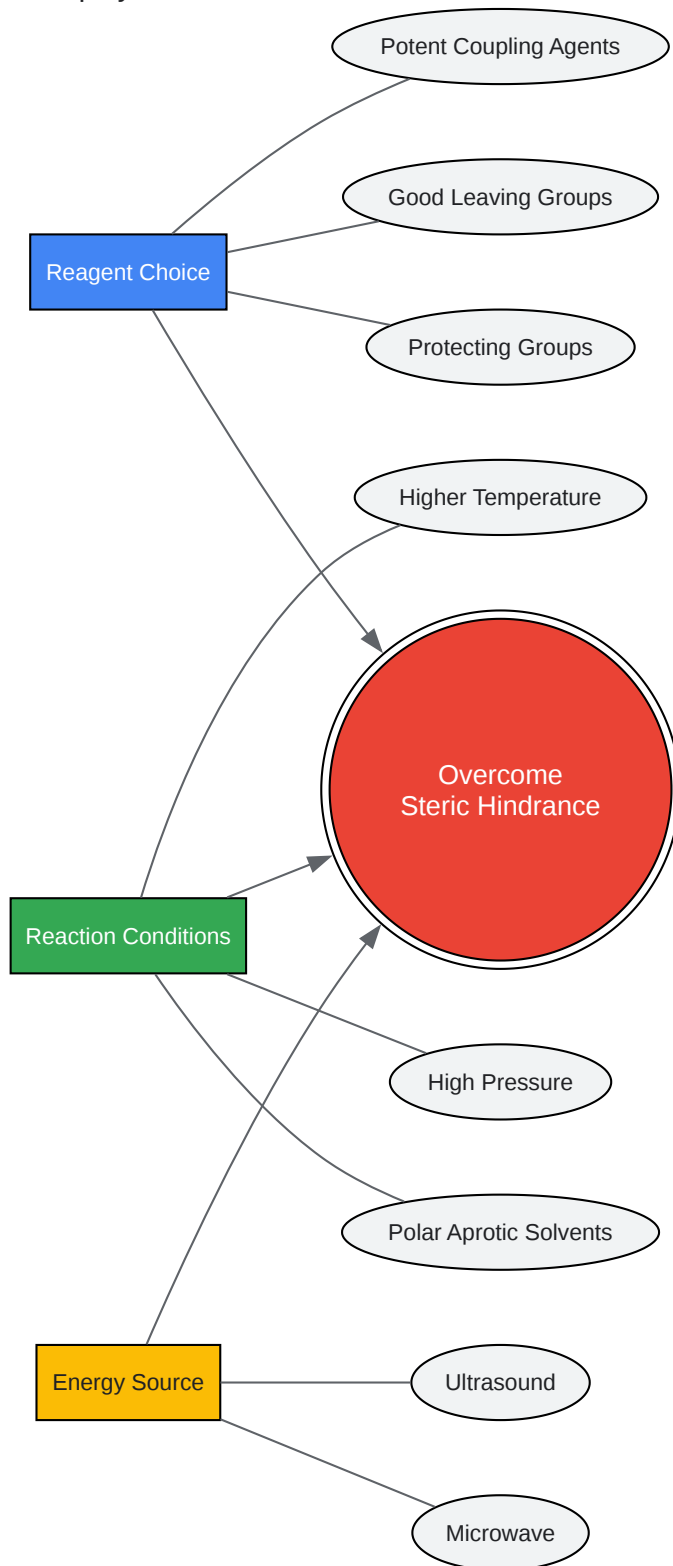 Potent Coupling Agents
Good Leaving Groups
Reagent Choice
Protecting Groups
Higher Temperature
Overcome
Steric Hindrance
Reaction Conditions
High Pressure
Polar Aprotic Solvents
Energy Source
Ultrasound
Microwave